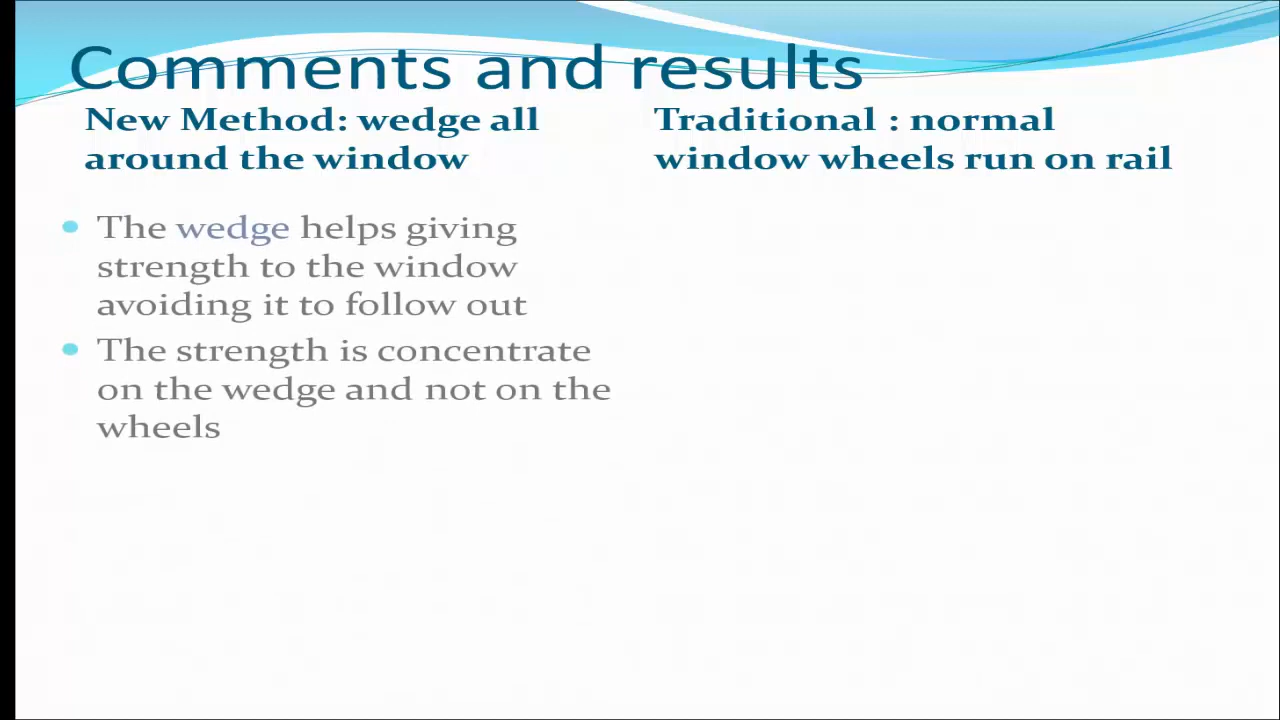 Comments and results
New Method: wedge all
around the window
Traditional : normal
window wheels run on rail
The wedge helps giving
strength to the window
avoiding it to follow out
The strength is concentrate
on the wedge and not on the
wheels